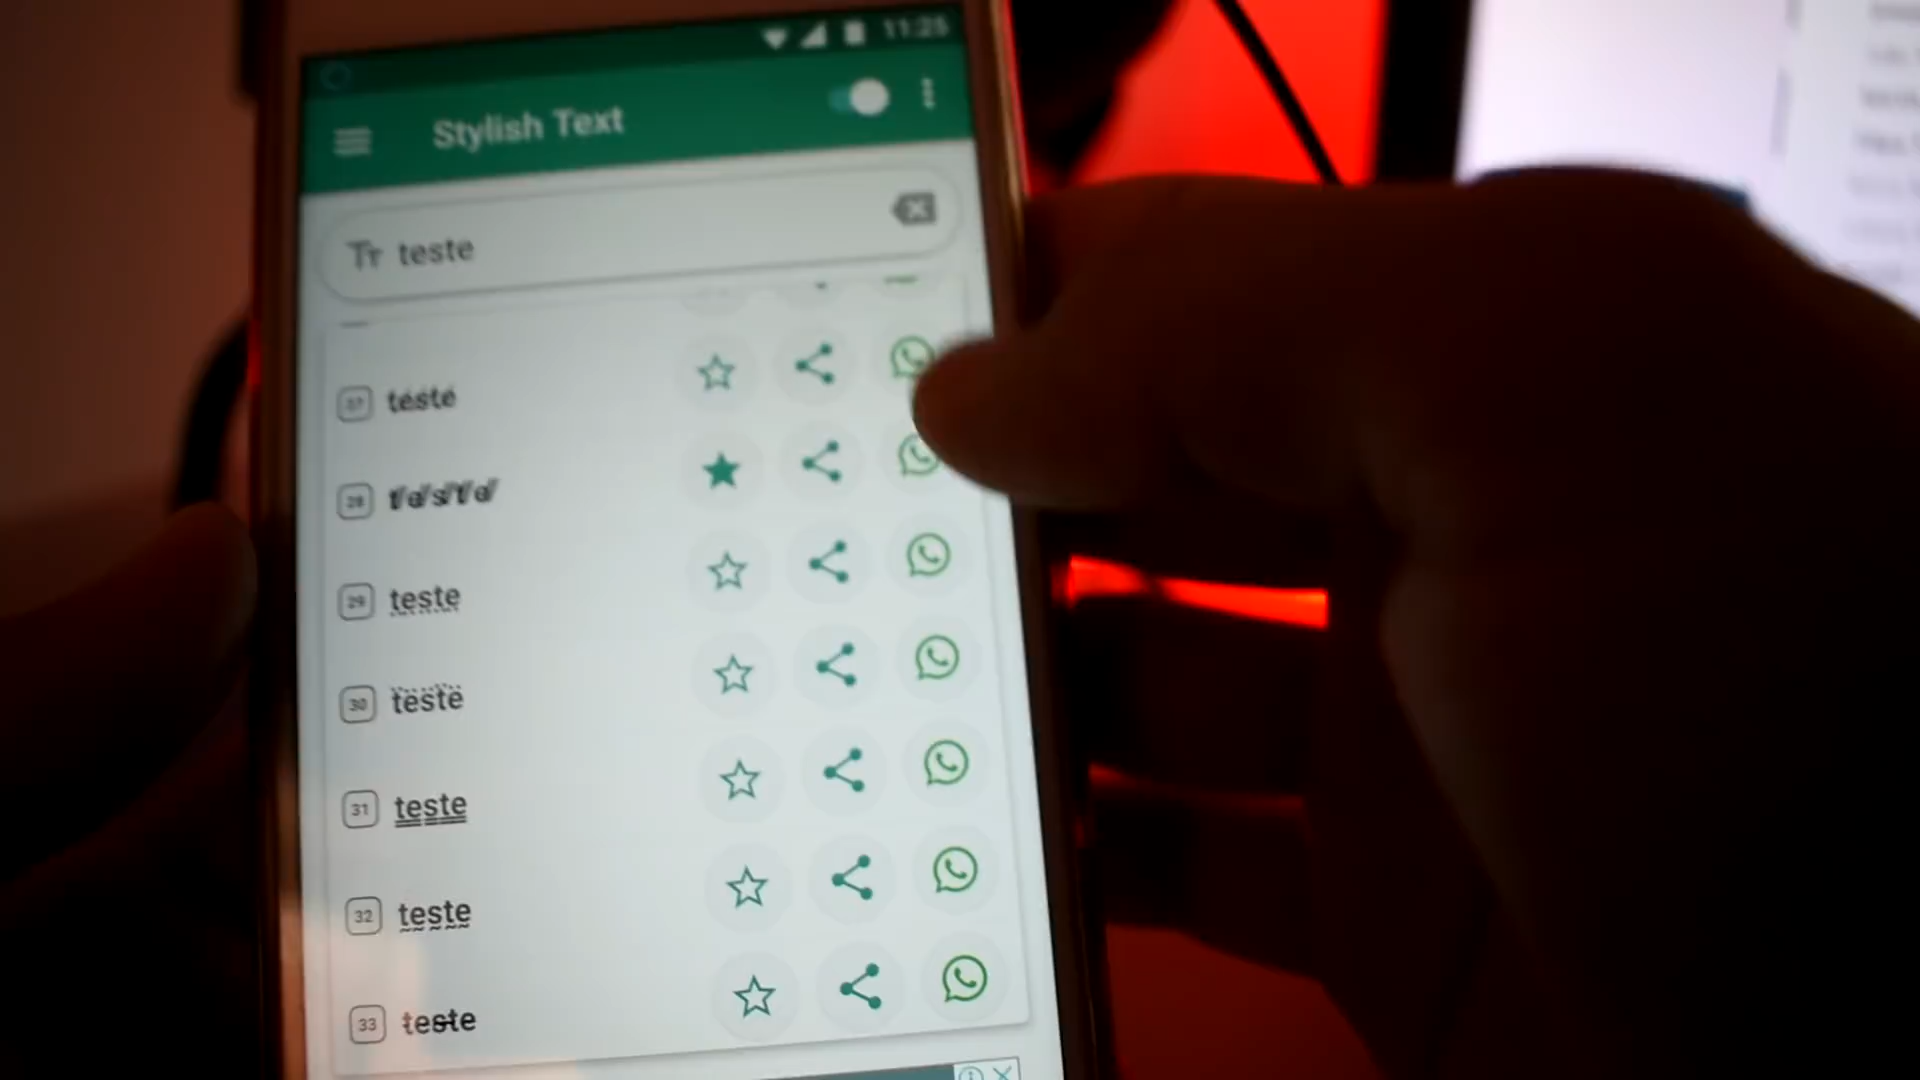 11:25
Stylish Text
Tr teste
27 teste
28 t/e/s/t/e/
29 teste
30 teste
31 teste
32 teste
33 teste